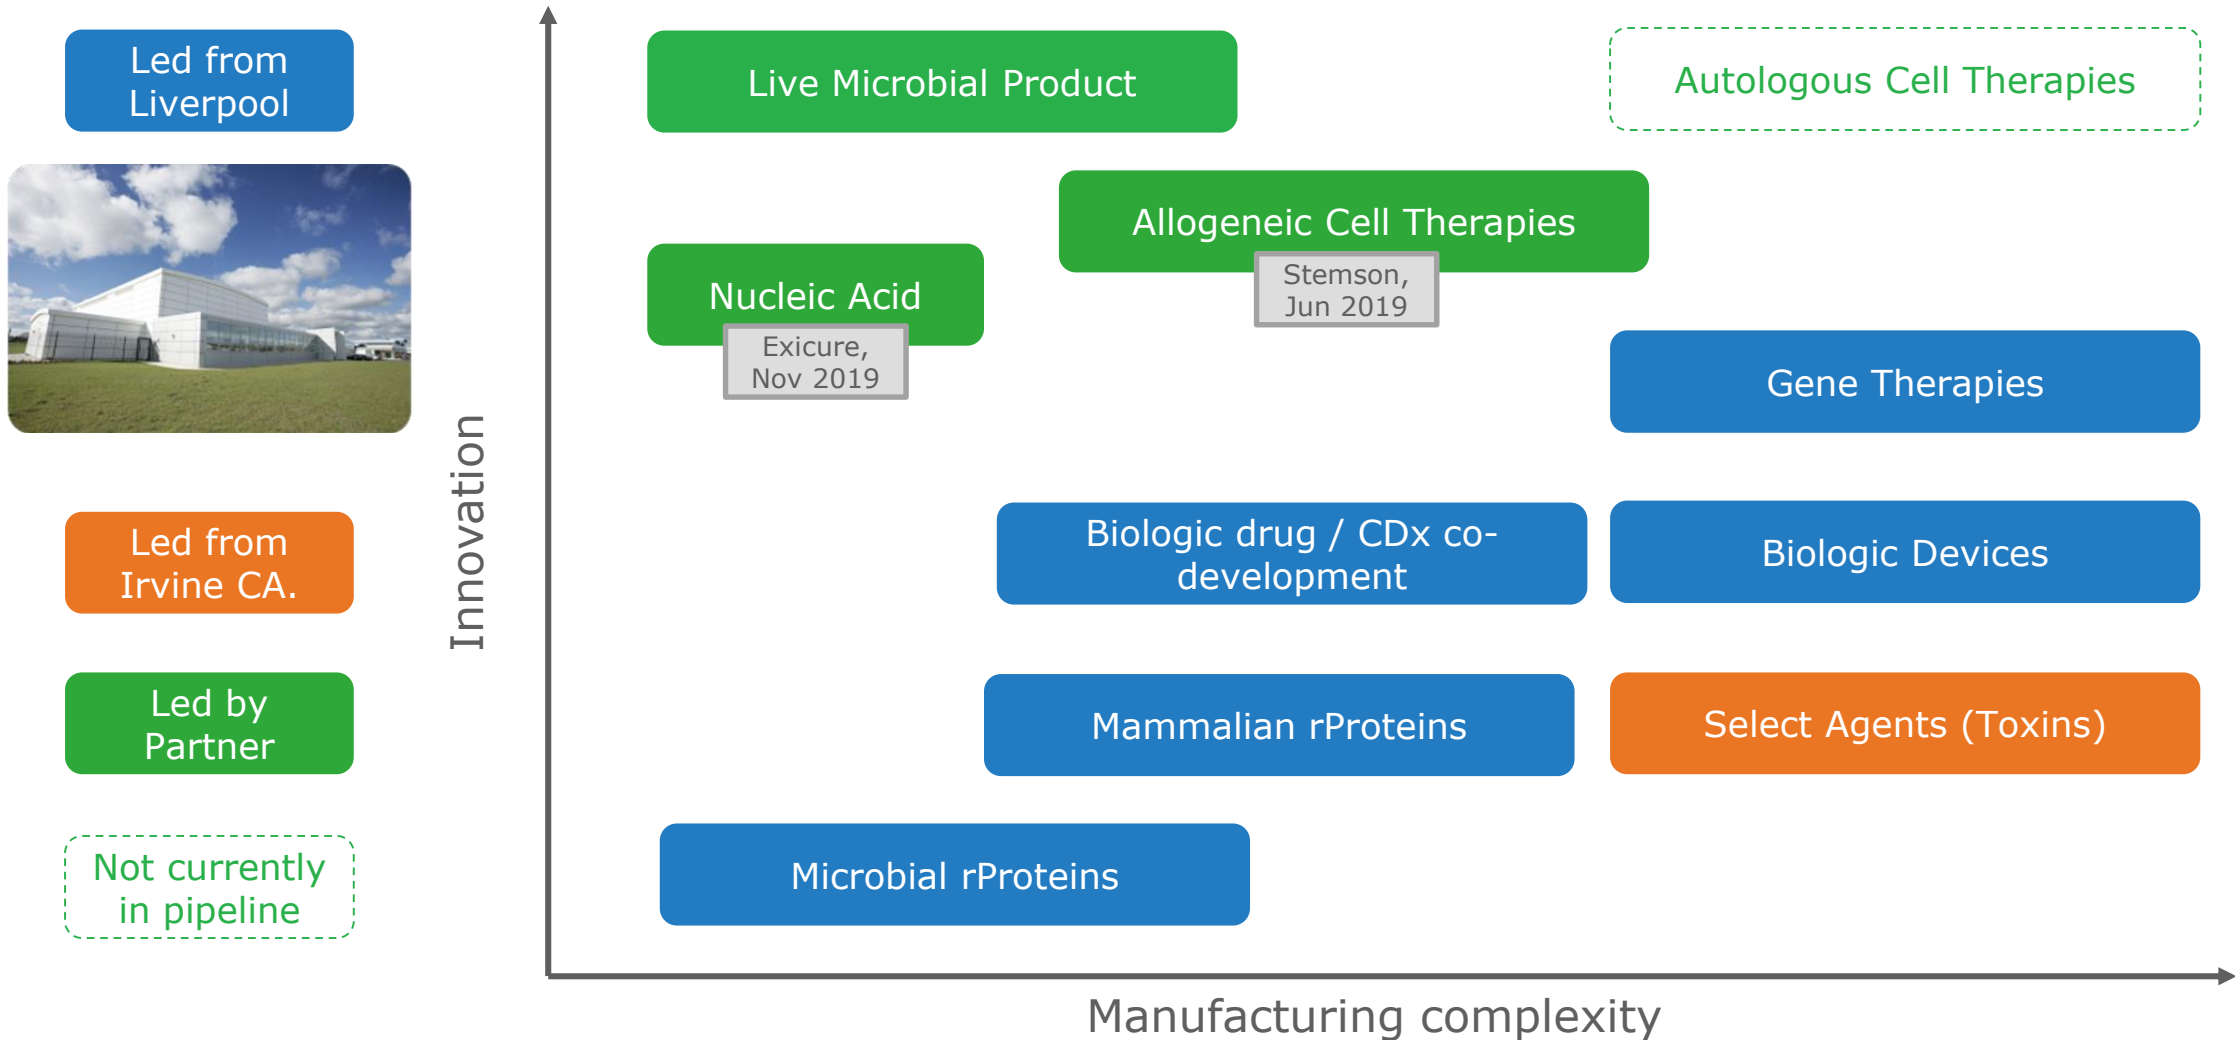 Led from
Liverpool
Led from
Irvine CA.
Led by
Partner
Not currently
in pipeline
Innovation
Live Microbial Product
Autologous Cell Therapies
Allogeneic Cell Therapies
Stemson,
Jun 2019
Nucleic Acid
Exicure,
Nov 2019
Gene Therapies
Biologic drug / CDx co-
development
Biologic Devices
Mammalian rProteins
Select Agents (Toxins)
Microbial rProteins
Manufacturing complexity